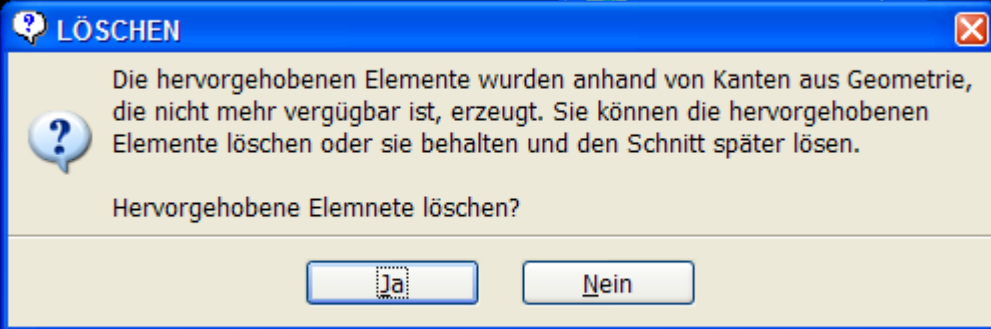 LÖSCHEN
Die hervorgehobenen Elemente wurden anhand von Kanten aus Geometrie,
die nicht mehr vergügbar ist, erzeugt. Sie können die hervorgehobenen
Elemente löschen oder sie behalten und den Schnitt später lösen.
Hervorgehobene Elemnete löschen?
Ja
Nein